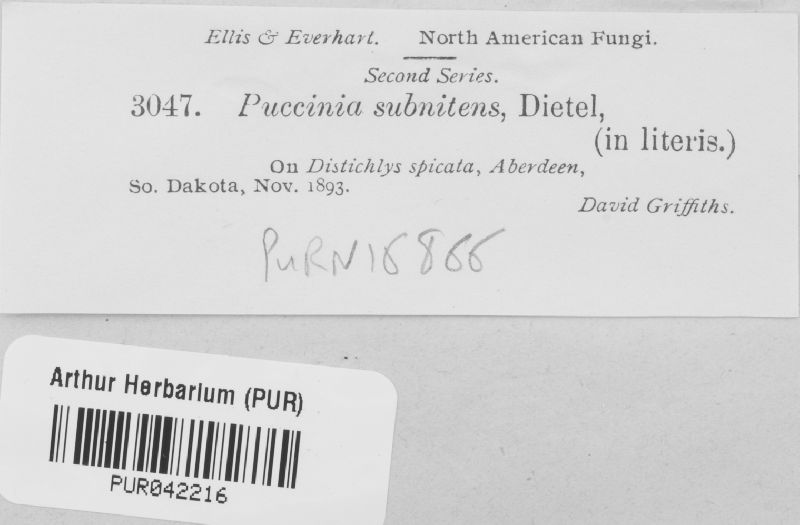 Ellis & Everhart. North American Fungi.
Second Series.
3047. Puccinia subnitens, Dietel,
(in literis.)
On Distichlys spicata, Aberdeen,
So. Dakota, Nov. 1893.
David Griffiths.
PURN16866
Arthur Herbarium (PUR)
PUR042216